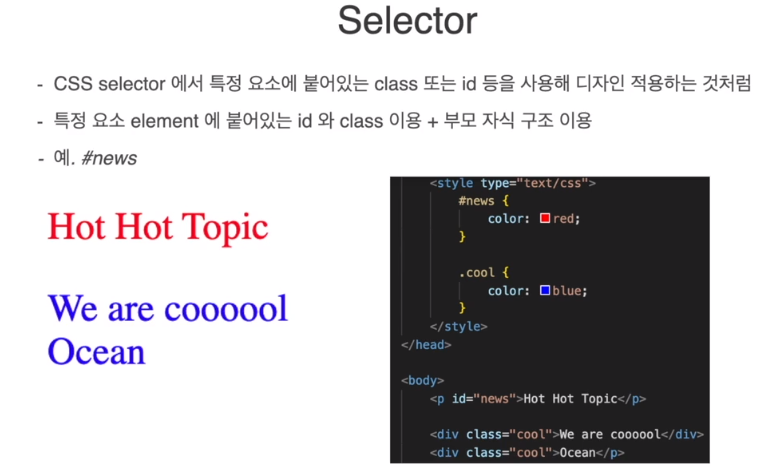 Selector
- CSS selector 에서 특정 요소에 붙어있는 class 또는 id 등을 사용해 디자인 적용하는 것처럼
- 특정 요소 element 에 붙어있는 id 와 class 이용 + 부모 자식 구조 이용
- 예. #news
Hot Hot Topic
We are coooool
Ocean
<style type="text/css">
#news {
color: red;
}
.cool {
color: blue;
}
</style>
</head>
<body>
<p id="news">Hot Hot Topic</p>
<div class="cool">We are coooool</div>
<div class="cool">Ocean</p>